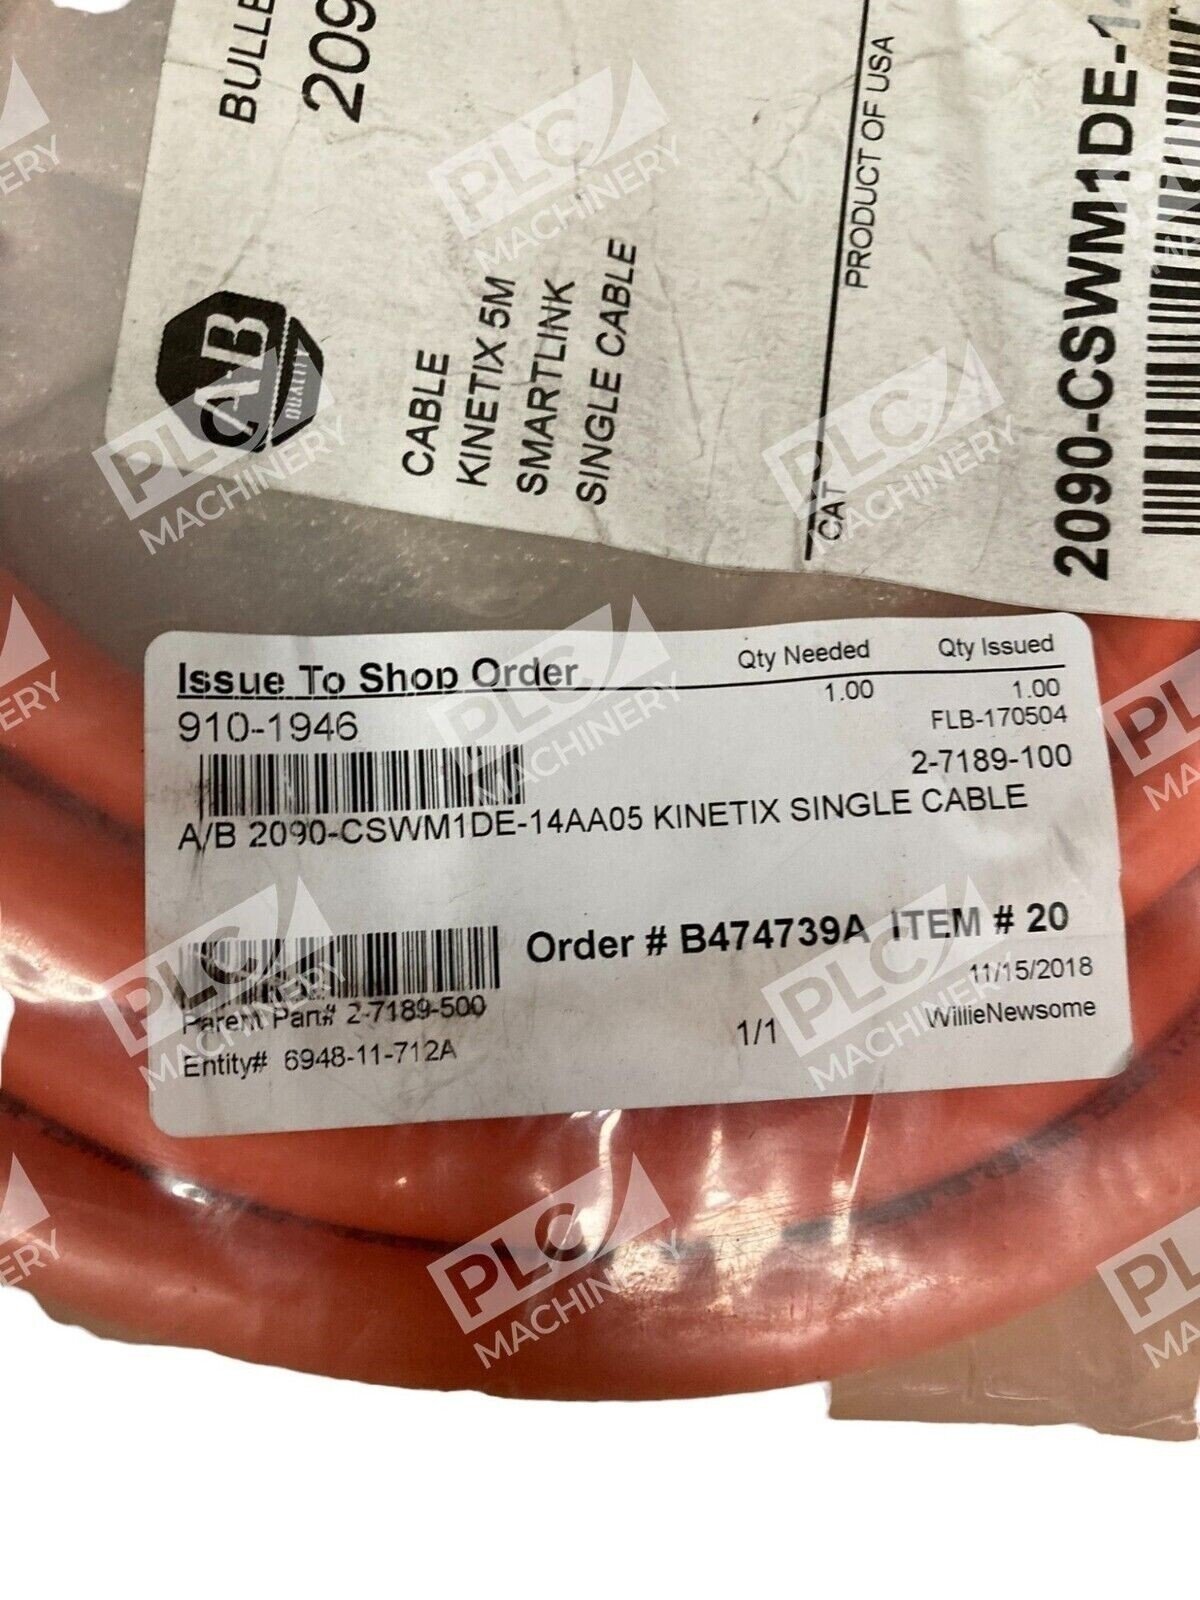 BULLE
209
AB
QUALITY
CABLE
KINETIX 5M
SMARTLINK
SINGLE CABLE
PRODUCT OF USA
CAT
2090-CSWM1DE-14
Issue To Shop Order Qty Needed Qty Issued
910-1946 1.00 1.00
FLB-170504
2-7189-100
A/B 2090-CSWM1DE-14AA05 KINETIX SINGLE CABLE
Order # B474739A ITEM # 20
11/15/2018
Parent Part# 2-7189-500
1/1 WillieNewsome
Entity# 6948-11-712A
PLC
MACHINERY